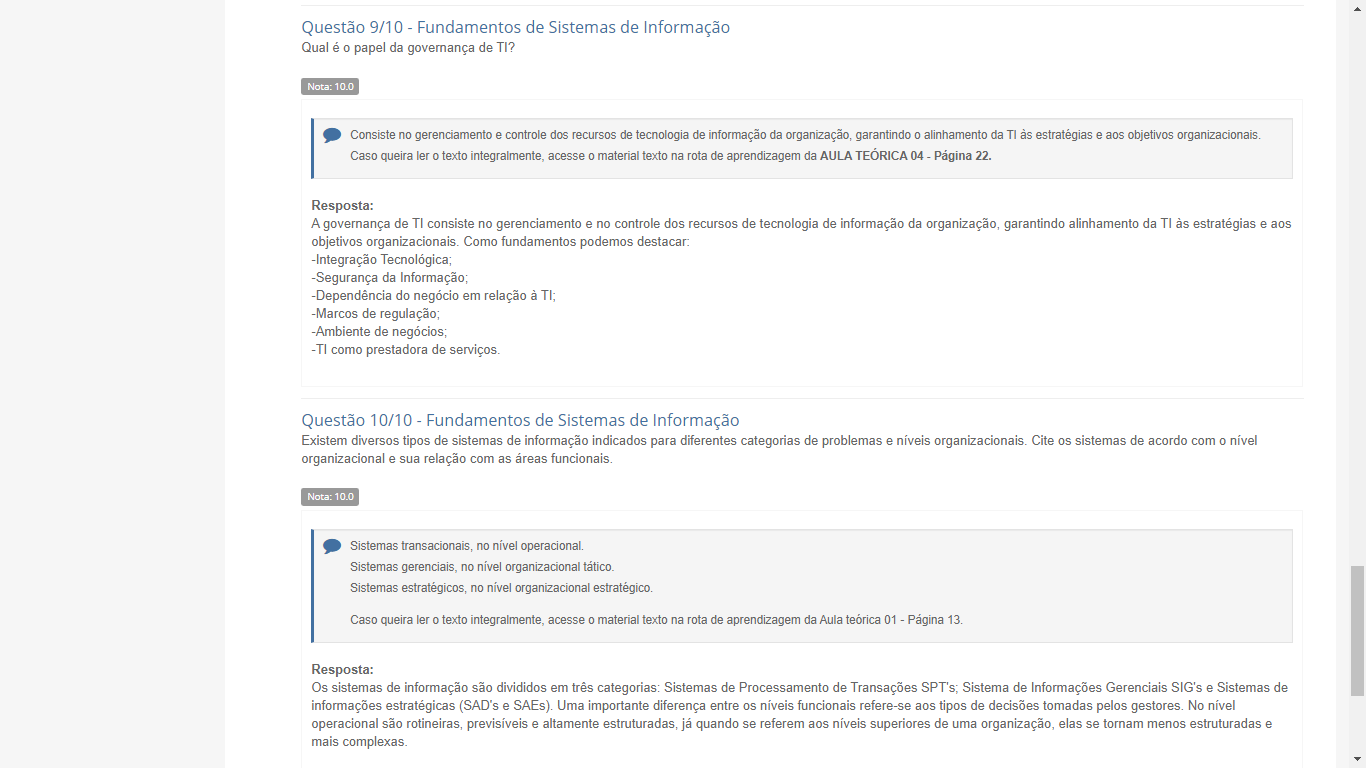 Questão 9/10 - Fundamentos de Sistemas de Informação
Qual é o papel da governança de TI?
Nota: 10.0
Consiste no gerenciamento e controle dos recursos de tecnologia de informação da organização, garantindo o alinhamento da TI às estratégias e aos objetivos organizacionais.
Caso queira ler o texto integralmente, acesse o material texto na rota de aprendizagem da AULA TEÓRICA 04 - Página 22.
Resposta:
A governança de TI consiste no gerenciamento e no controle dos recursos de tecnologia de informação da organização, garantindo alinhamento da TI às estratégias e aos
objetivos organizacionais. Como fundamentos podemos destacar:
-Integração Tecnológica;
-Segurança da Informação;
-Dependência do negócio em relação à TI;
-Marcos de regulação;
-Ambiente de negócios;
-TI como prestadora de serviços.
Questão 10/10 - Fundamentos de Sistemas de Informação
Existem diversos tipos de sistemas de informação indicados para diferentes categorias de problemas e níveis organizacionais. Cite os sistemas de acordo com o nível
organizacional e sua relação com as áreas funcionais.
Nota: 10.0
Sistemas transacionais, no nível operacional.
Sistemas gerenciais, no nível organizacional tático.
Sistemas estratégicos, no nível organizacional estratégico.
Caso queira ler o texto integralmente, acesse o material texto na rota de aprendizagem da Aula teórica 01 - Página 13.
Resposta:
Os sistemas de informação são divididos em três categorias: Sistemas de Processamento de Transações SPT's; Sistema de Informações Gerenciais SIG's e Sistemas de
informações estratégicas (SAD's e SAEs). Uma importante diferença entre os níveis funcionais refere-se aos tipos de decisões tomadas pelos gestores. No nível
operacional são rotineiras, previsíveis e altamente estruturadas, já quando se referem aos níveis superiores de uma organização, elas se tornam menos estruturadas e
mais complexas.